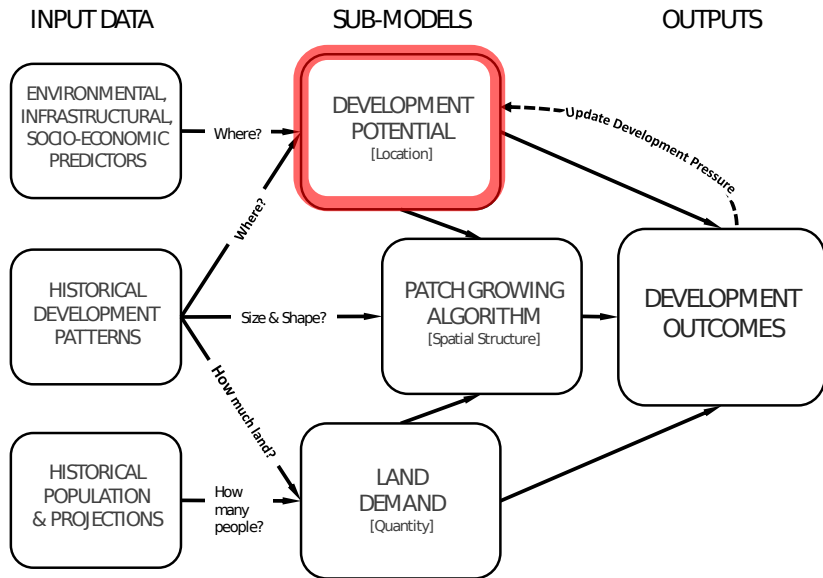 INPUT DATA
SUB-MODELS
OUTPUTS
ENVIRONMENTAL,
INFRASTRUCTURAL,
SOCIO-ECONOMIC
PREDICTORS
Where?
DEVELOPMENT
POTENTIAL
[Location]
Update Development Pressure
Where?
HISTORICAL
DEVELOPMENT
PATTERNS
Size & Shape?
PATCH GROWING
ALGORITHM
[Spatial Structure]
DEVELOPMENT
OUTCOMES
How much land?
HISTORICAL
POPULATION
& PROJECTIONS
How
many
people?
LAND
DEMAND
[Quantity]